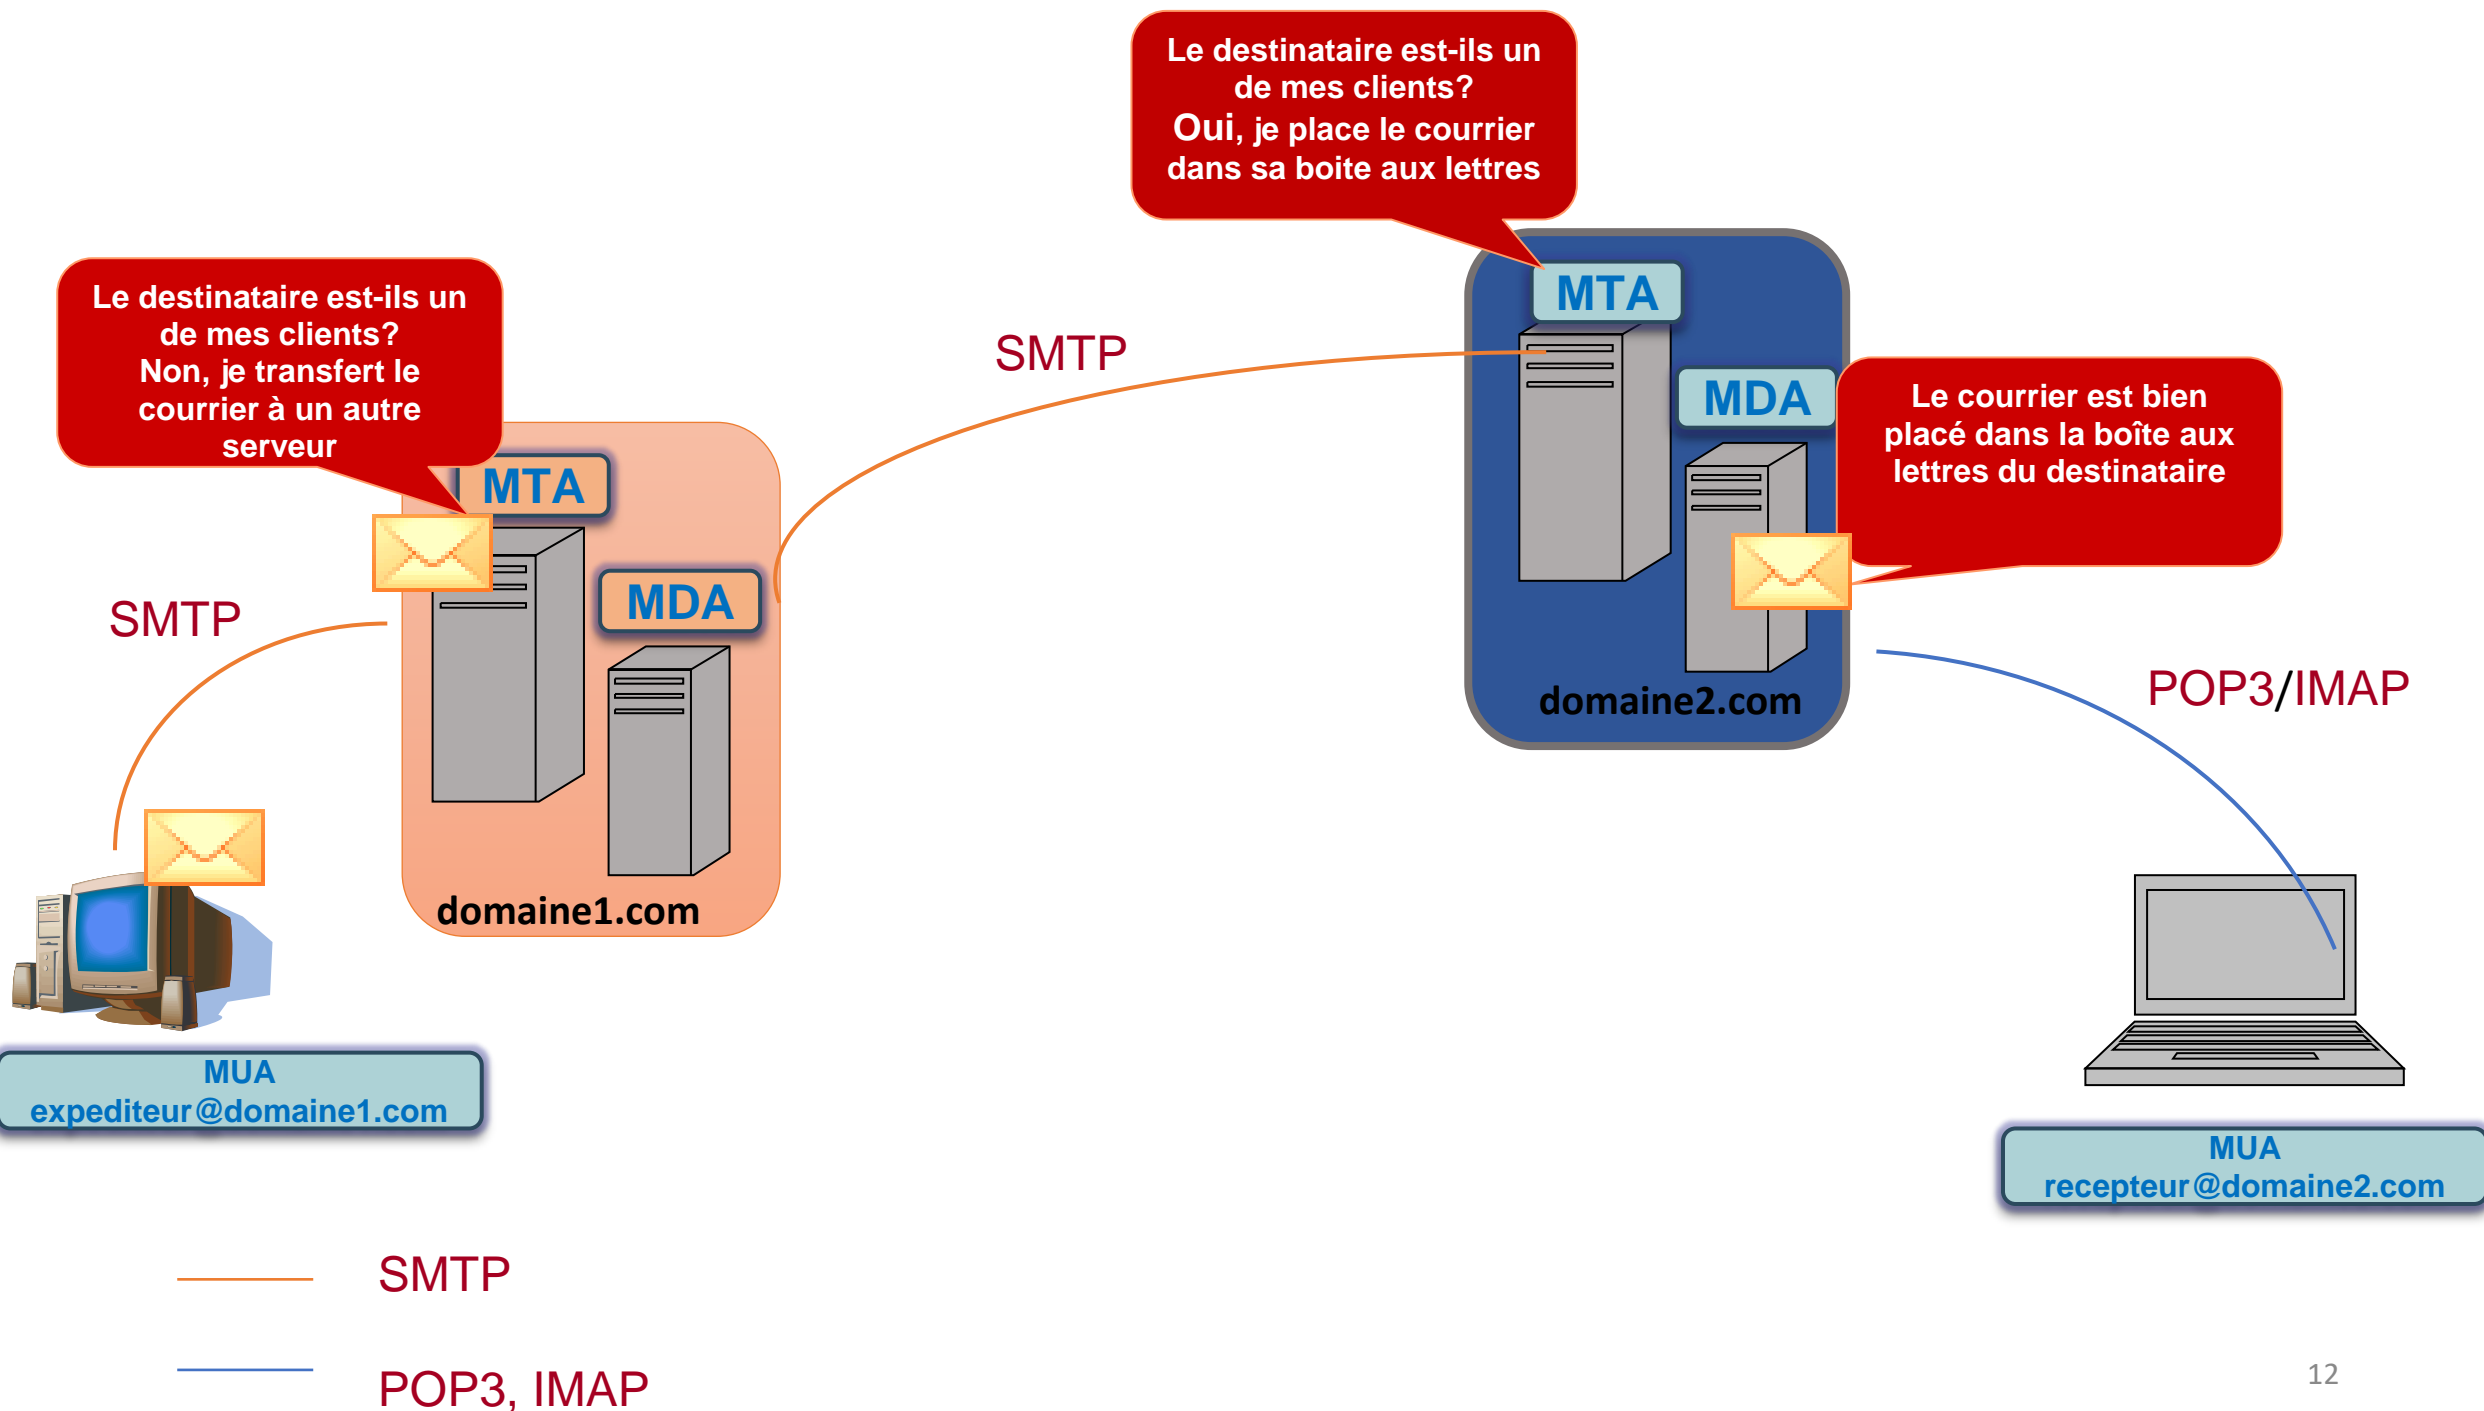 Le destinataire est-ils un
de mes clients?
Oui, je place le courrier
dans sa boite aux lettres
Le destinataire est-ils un
de mes clients?
Non, je transfert le
courrier à un autre
serveur
MTA
SMTP
MDA
Le courrier est bien
placé dans la boîte aux
lettres du destinataire
MTA
MDA
SMTP
domaine2.com
POP3/IMAP
domaine1.com
MUA
expediteur@domaine1.com
MUA
recepteur@domaine2.com
SMTP
POP3, IMAP
12